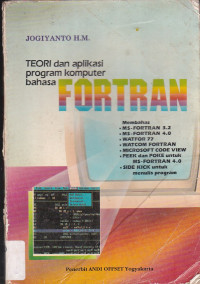 JOGIYANTO H.M.
TEORI dan aplikasi
program komputer
bahasa
FORTRAN
Membahas
• MS-FORTRAN 3.2
• MS-FORTRAN 4.0
• WATFOR 77
• WATCOM FORTRAN
• MICROSOFT CODE VIEW
• PEEK dan POKE untuk
MS-FORTRAN 4.0
• SIDE KICK untuk
menulis program
Penerbit ANDI OFFSET Yogyakarta